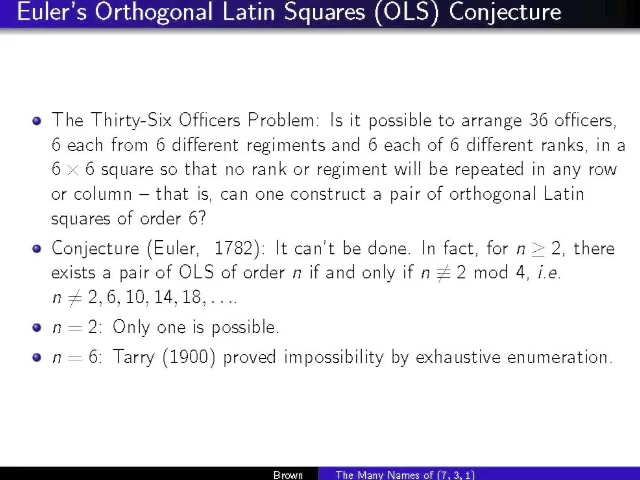 Euler's Orthogonal Latin Squares (OLS) Conjecture
The Thirty-Six Officers Problem: Is it possible to arrange 36 officers,
6 each from 6 different regiments and 6 each of 6 different ranks, in a
6 × 6 square so that no rank or regiment will be repeated in any row
or column – that is, can one construct a pair of orthogonal Latin
squares of order 6?
Conjecture (Euler, 1782): It can't be done. In fact, for n ≥ 2, there
exists a pair of OLS of order n if and only if n ≢ 2 mod 4, i.e.
n ≠ 2, 6, 10, 14, 18, . . ..
n = 2: Only one is possible.
n = 6: Tarry (1900) proved impossibility by exhaustive enumeration.
Brown The Many Names of (7, 3, 1)